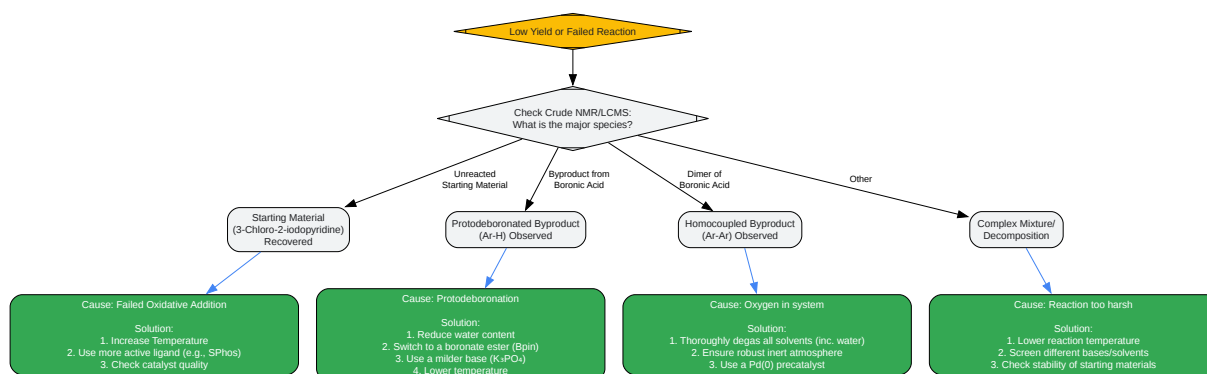 Low Yield or Failed Reaction
Check Crude NMR/LCMS:
What is the major species?
Unreacted
Starting Material
Byproduct from
Boronic Acid
Dimer of
Boronic Acid
Other
Starting Material
(3-Chloro-2-iodopyridine)
Recovered
Protodeboronated Byproduct
(Ar-H) Observed
Homocoupled Byproduct
(Ar-Ar) Observed
Complex Mixture/
Decomposition
Cause: Failed Oxidative Addition
Solution:
1. Increase Temperature
2. Use more active ligand (e.g., SPhos)
3. Check catalyst quality
Cause: Protodeboronation
Solution:
1. Reduce water content
2. Switch to a boronate ester (Bpin)
3. Use a milder base (K₃PO₄)
4. Lower temperature
Cause: Oxygen in system
Solution:
1. Thoroughly degas all solvents (inc. water)
2. Ensure robust inert atmosphere
3. Use a Pd(0) precatalyst
Cause: Reaction too harsh
Solution:
1. Lower reaction temperature
2. Screen different bases/solvents
3. Check stability of starting materials